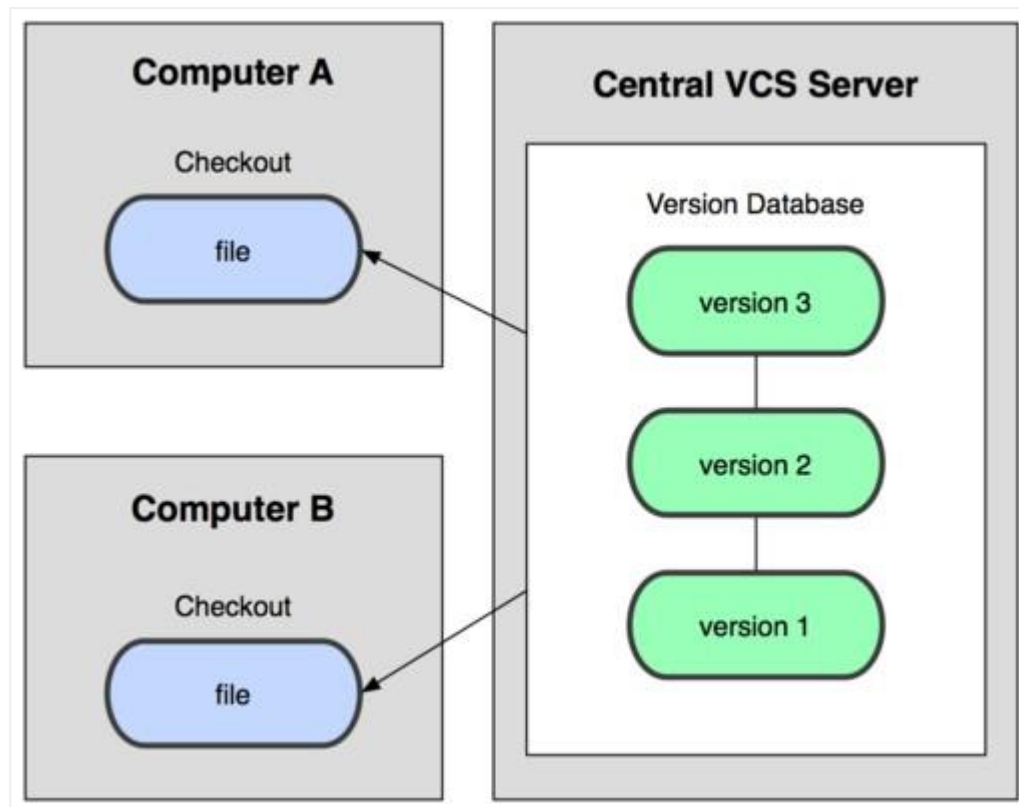 Computer A
Checkout
file
Computer B
Checkout
file
Central VCS Server
Version Database
version 3
version 2
version 1